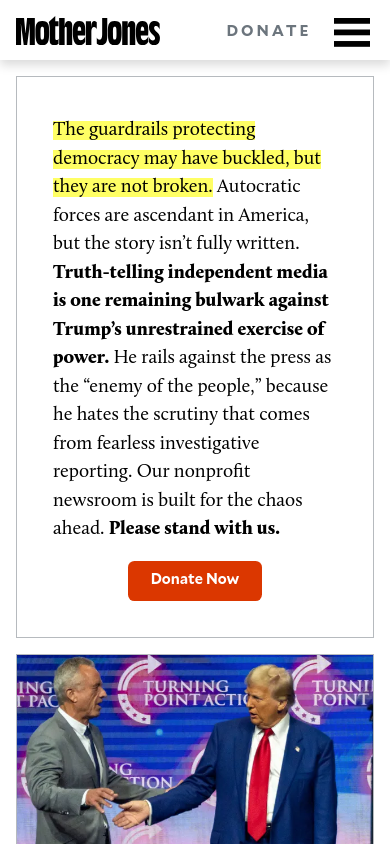 Mother Jones
DONATE
The guardrails protecting
democracy may have buckled, but
they are not broken. Autocratic
forces are ascendant in America,
but the story isn’t fully written.
Truth-telling independent media
is one remaining bulwark against
Trump’s unrestrained exercise of
power. He rails against the press as
the “enemy of the people,” because
he hates the scrutiny that comes
from fearless investigative
reporting. Our nonprofit
newsroom is built for the chaos
ahead. Please stand with us.
Donate Now
TURNING
POINT ACTIO
TURNIN
POINT
ING
T PAC
NG
CTION